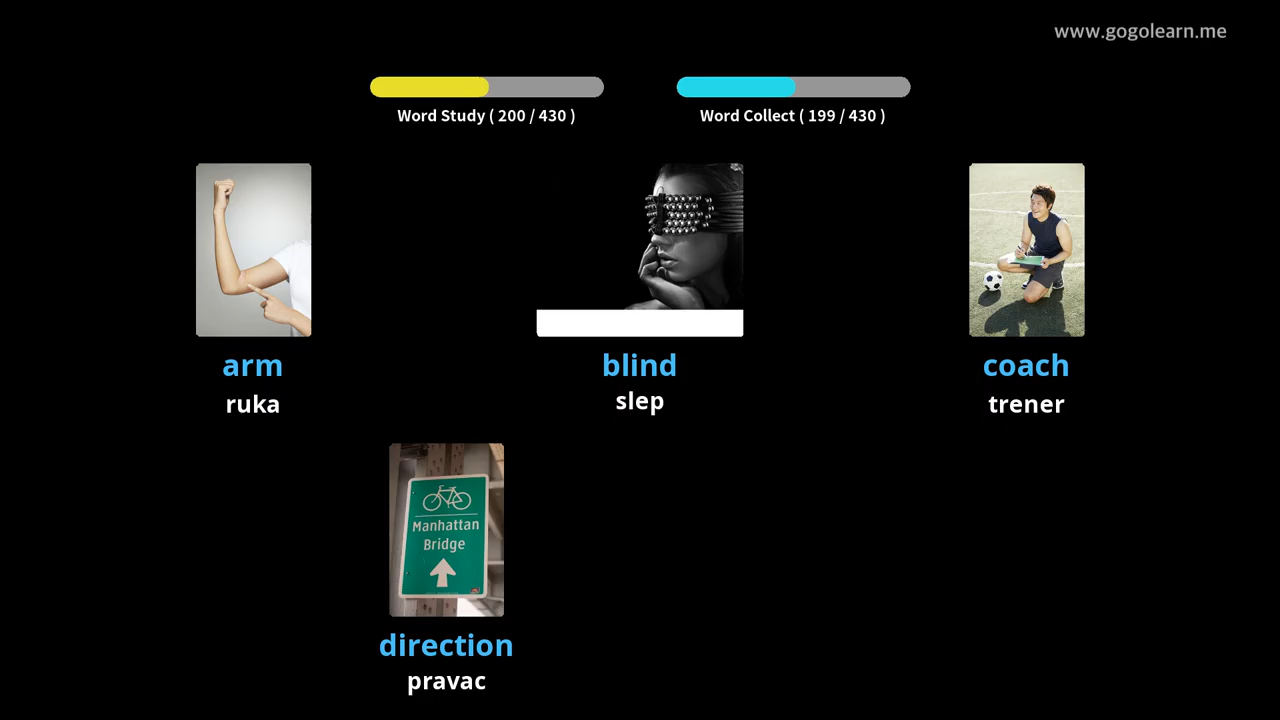 www.gogolearn.me
Word Study ( 200 / 430 )
Word Collect ( 199 / 430 )
arm
ruka
blind
slep
coach
trener
Manhattan
Bridge
direction
pravac